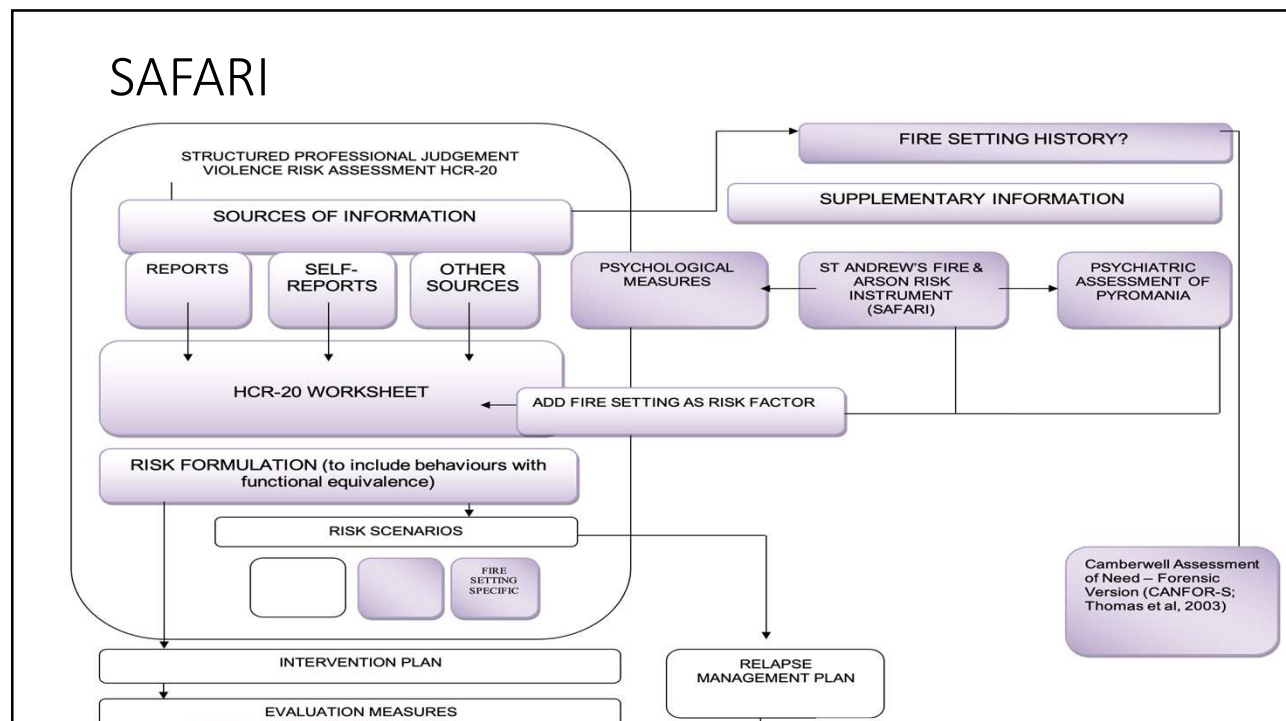 SAFARI
STRUCTURED PROFESSIONAL JUDGEMENT
VIOLENCE RISK ASSESSMENT HCR-20
SOURCES OF INFORMATION
REPORTS
SELF-
REPORTS
OTHER
SOURCES
HCR-20 WORKSHEET
RISK FORMULATION (to include behaviours with
functional equivalence)
RISK SCENARIOS
FIRE
SETTING
SPECIFIC
INTERVENTION PLAN
EVALUATION MEASURES
FIRE SETTING HISTORY?
SUPPLEMENTARY INFORMATION
PSYCHOLOGICAL
MEASURES
ST ANDREW'S FIRE &
ARSON RISK
INSTRUMENT
(SAFARI)
PSYCHIATRIC
ASSESSMENT OF
PYROMANIA
ADD FIRE SETTING AS RISK FACTOR
RELAPSE
MANAGEMENT PLAN
Camberwell Assessment
of Need – Forensic
Version (CANFOR-S;
Thomas et al, 2003)